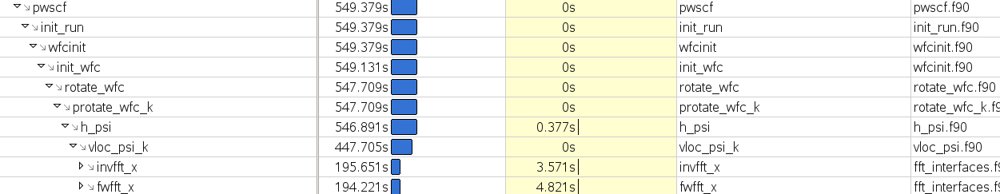 pwscf 549.379s 0s pwscf pwscf.f90
init_run 549.379s 0s init_run init_run.f90
wfcinit 549.379s 0s wfcinit wfcinit.f90
init_wfc 549.131s 0s init_wfc wfcinit.f90
rotate_wfc 547.709s 0s rotate_wfc rotate_wfc.f90
protate_wfc_k 547.709s 0s protate_wfc_k rotate_wfc_k.f9
h_psi 546.891s 0.377s h_psi h_psi.f90
vloc_psi_k 447.705s 0s vloc_psi_k vloc_psi.f90
invfft_x 195.651s 3.571s invfft_x fft_interfaces.f9
fwfft_x 194.221s 4.821s fwfft_x fft_interfaces.f9